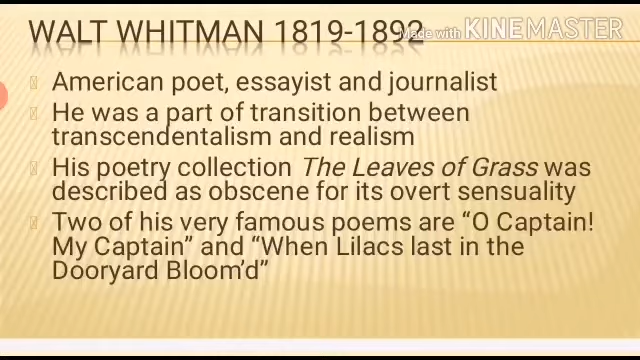 WALT WHITMAN 1819-1892
Made with KINEMASTER
American poet, essayist and journalist
He was a part of transition between
transcendentalism and realism
His poetry collection The Leaves of Grass was
described as obscene for its overt sensuality
Two of his very famous poems are “O Captain!
My Captain” and “When Lilacs last in the
Dooryard Bloom’d”